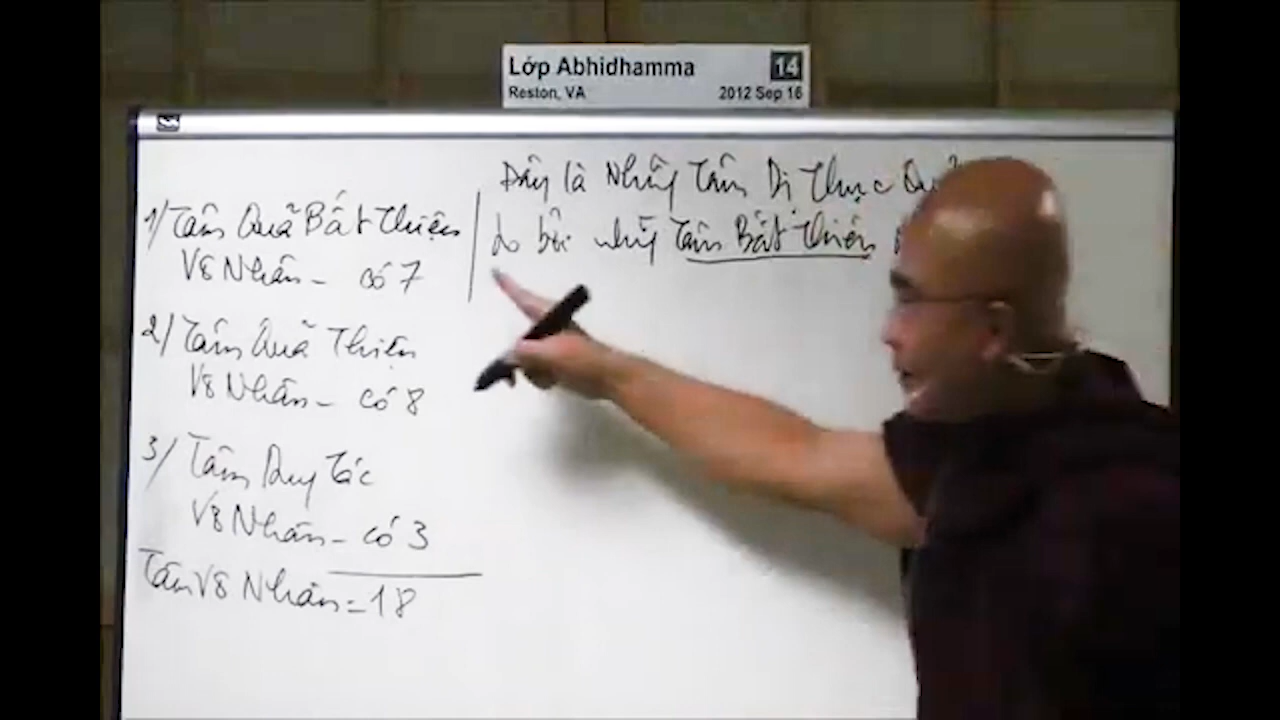 Lớp Abhidhamma 14
Reston, VA 2012 Sep 16
Đây là Những Tâm Dị Thục
do bởi những Tâm Bất Thiện
1/ Tâm Quả Bất Thiện
Vô Nhân - có 7
2/ Tâm Quả Thiện
Vô Nhân - có 8
3/ Tâm Duy Tác
Vô Nhân - có 3
Tâm Vô Nhân = 18